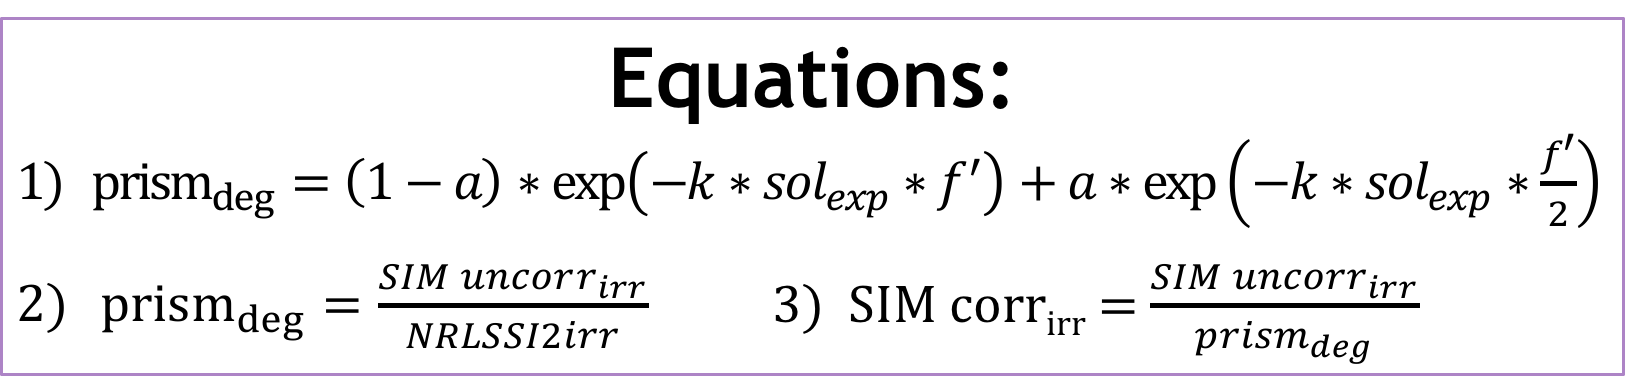 Equations:
1) prism_deg = (1 − a) ∗ exp(−k ∗ sol_exp ∗ f′) + a ∗ exp(−k ∗ sol_exp ∗ f′/2)
2) prism_deg = SIM uncorr_irr / NRLSSI2irr 3) SIM corr_irr = SIM uncorr_irr / prism_deg